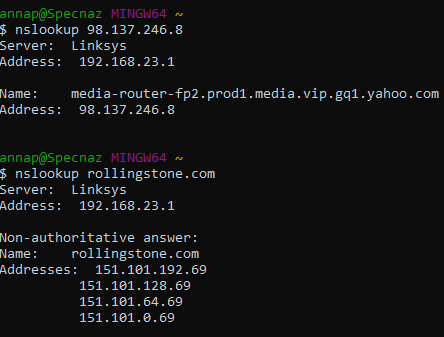 annap@Specnaz MINGW64 ~
$ nslookup 98.137.246.8
Server:  Linksys
Address:  192.168.23.1
Name:    media-router-fp2.prod1.media.vip.gq1.yahoo.com
Address:  98.137.246.8
annap@Specnaz MINGW64 ~
$ nslookup rollingstone.com
Server:  Linksys
Address:  192.168.23.1
Non-authoritative answer:
Name:    rollingstone.com
Addresses:  151.101.192.69
151.101.128.69
151.101.64.69
151.101.0.69